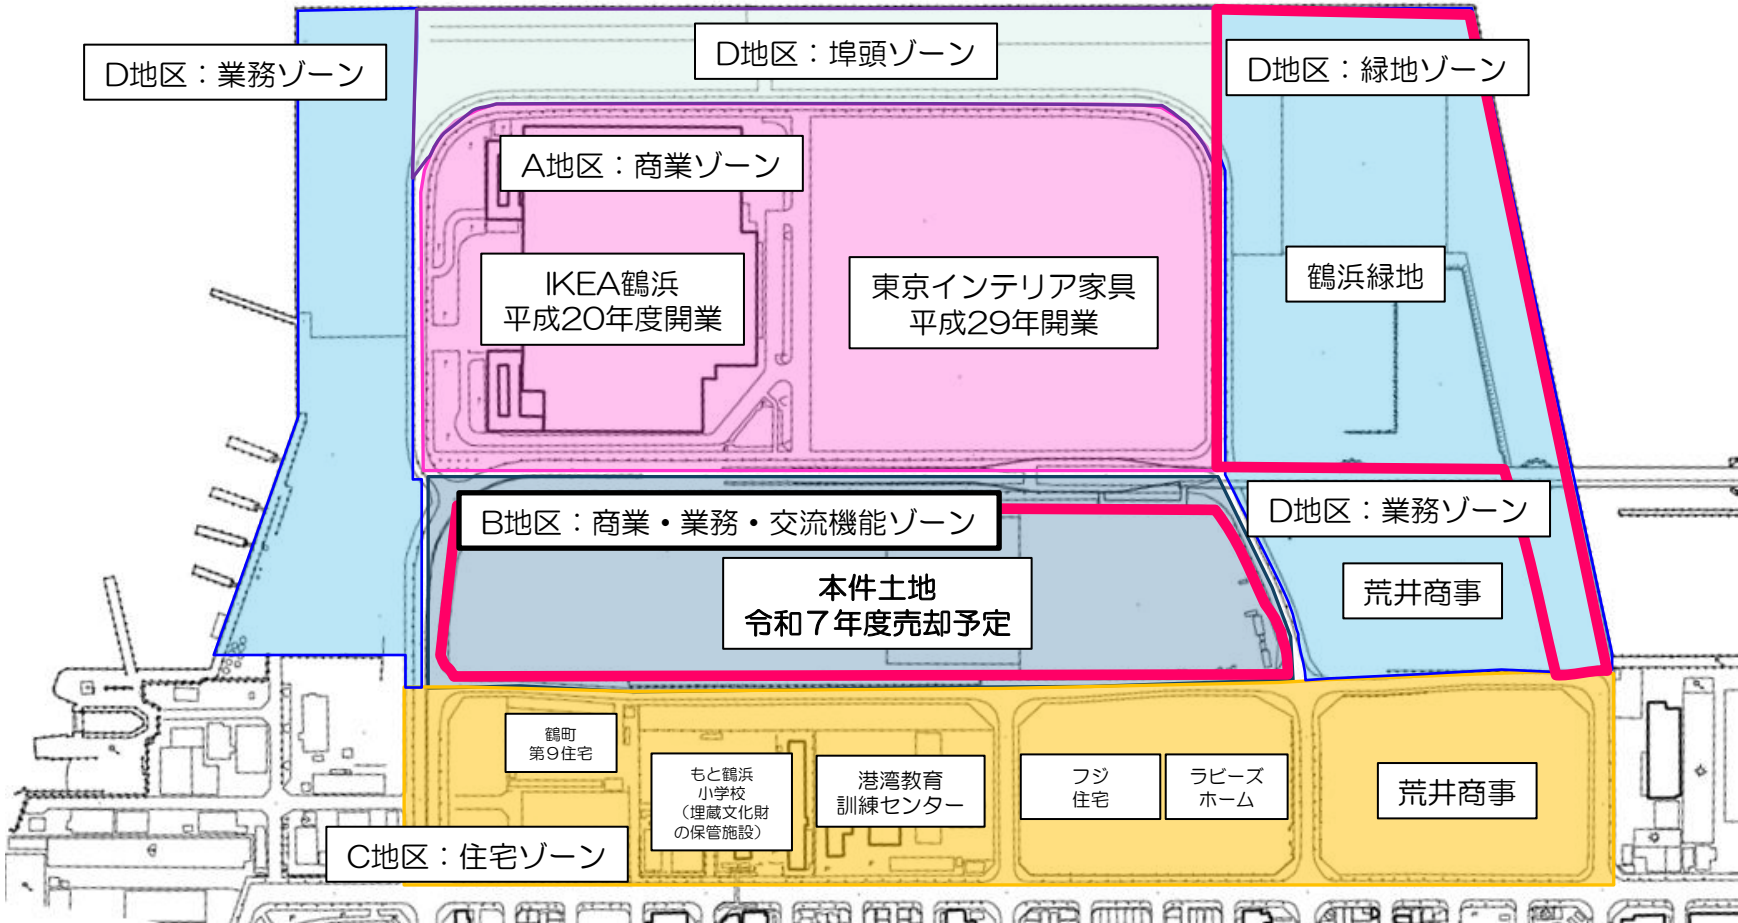 D地区：業務ゾーン
D地区：埠頭ゾーン
D地区：緑地ゾーン
A地区：商業ゾーン
IKEA鶴浜
平成20年度開業
東京インテリア家具
平成29年開業
鶴浜緑地
B地区：商業・業務・交流機能ゾーン
D地区：業務ゾーン
本件土地
令和７年度売却予定
荒井商事
鶴町
第９住宅
もと鶴浜
小学校
（埋蔵文化財
の保管施設）
港湾教育
訓練センター
フジ
住宅
ラビーズ
ホーム
荒井商事
C地区：住宅ゾーン